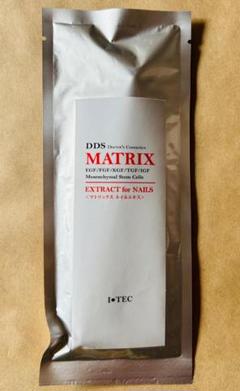 DDS Doctor's Cosmetics
MATRIX
EGF/FGF/KGF/TGF/IGF
Mesenchymal Stem Cells
EXTRACT for NAILS
<マトリックス ネイルエキス>
I•TEC